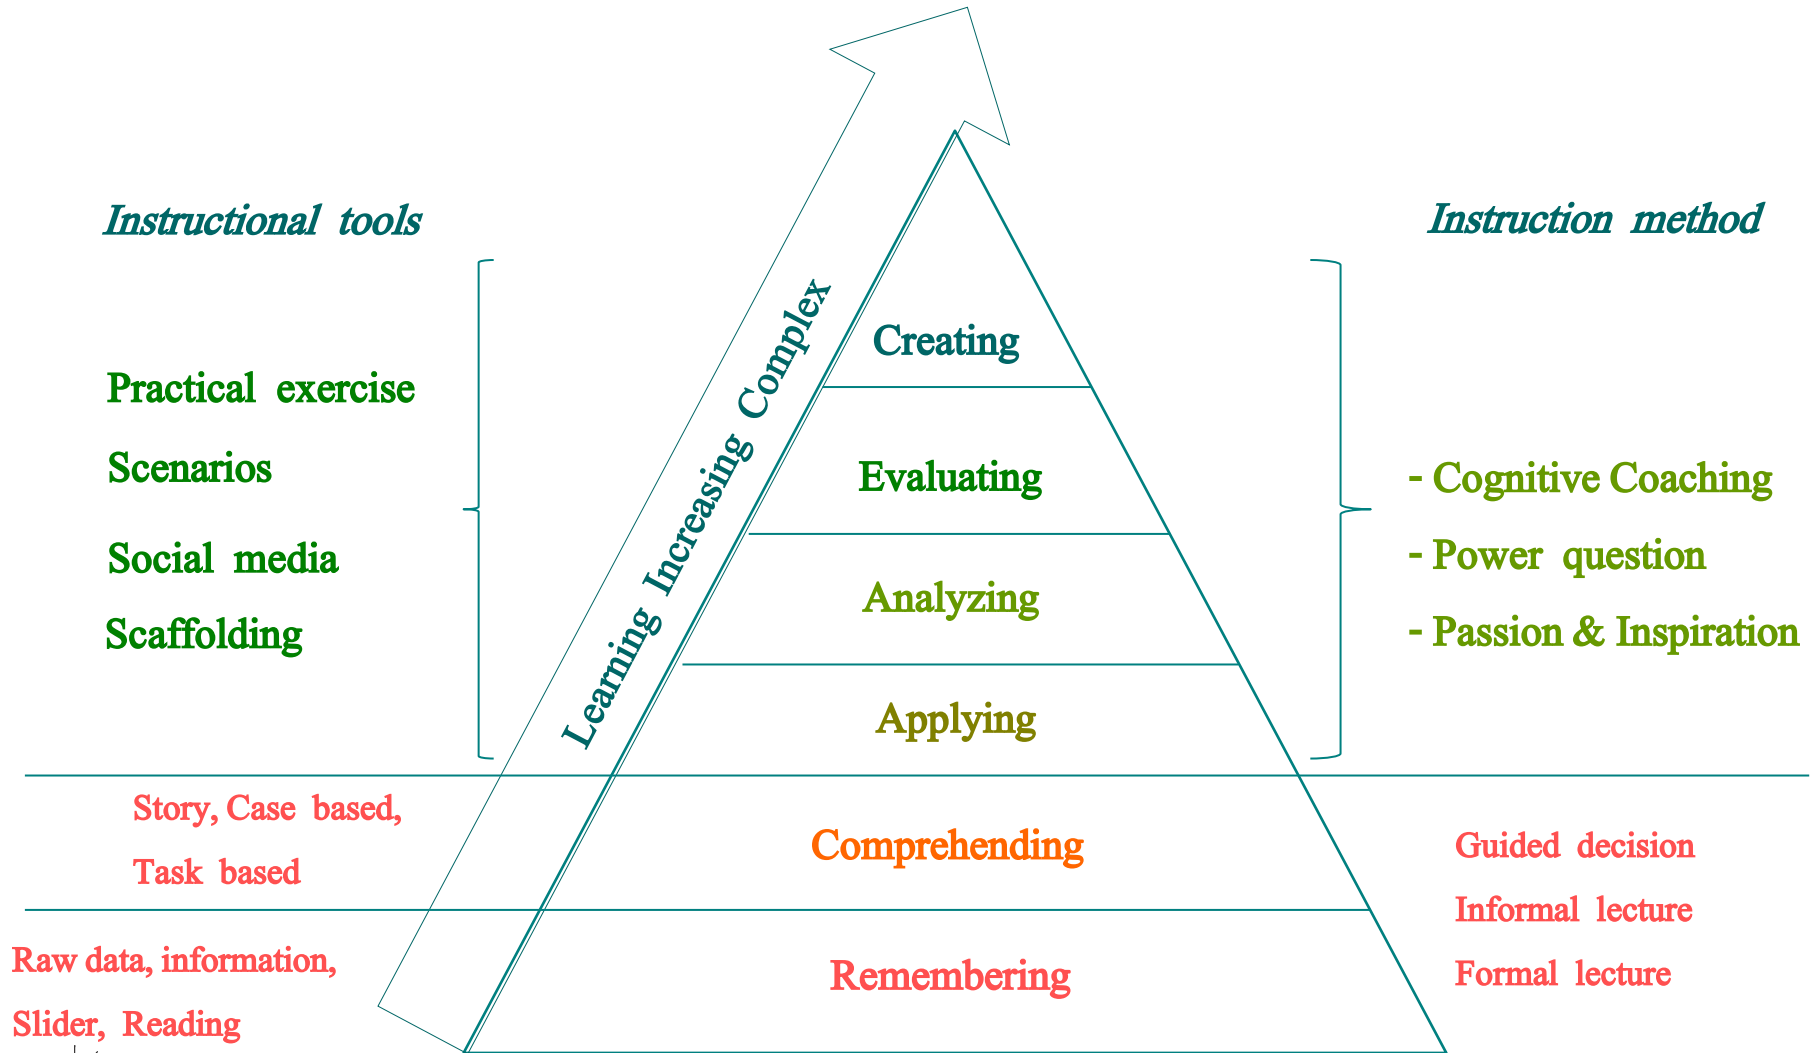 Instructional tools
Instruction method
Learning Increasing Complex
Creating
Practical exercise
Evaluating
Scenarios
- Cognitive Coaching
Social media
- Power question
Analyzing
Scaffolding
- Passion & Inspiration
Applying
Story, Case based,
Task based
Comprehending
Guided decision
Informal lecture
Raw data, information,
Slider, Reading
Remembering
Formal lecture